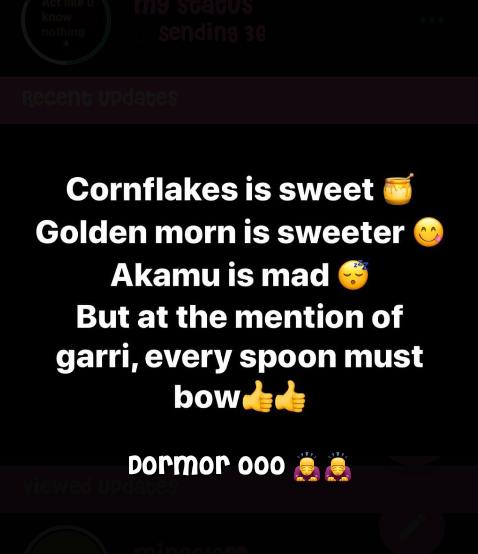 Act like u
know
nothing
my status
sending 36
Recent updates
Cornflakes is sweet 🍯
Golden morn is sweeter 😋
Akamu is mad 😴
But at the mention of
garri, every spoon must
bow👍👍
Dormor ooo 🙇‍♀️🙇‍♀️
Viewed updates